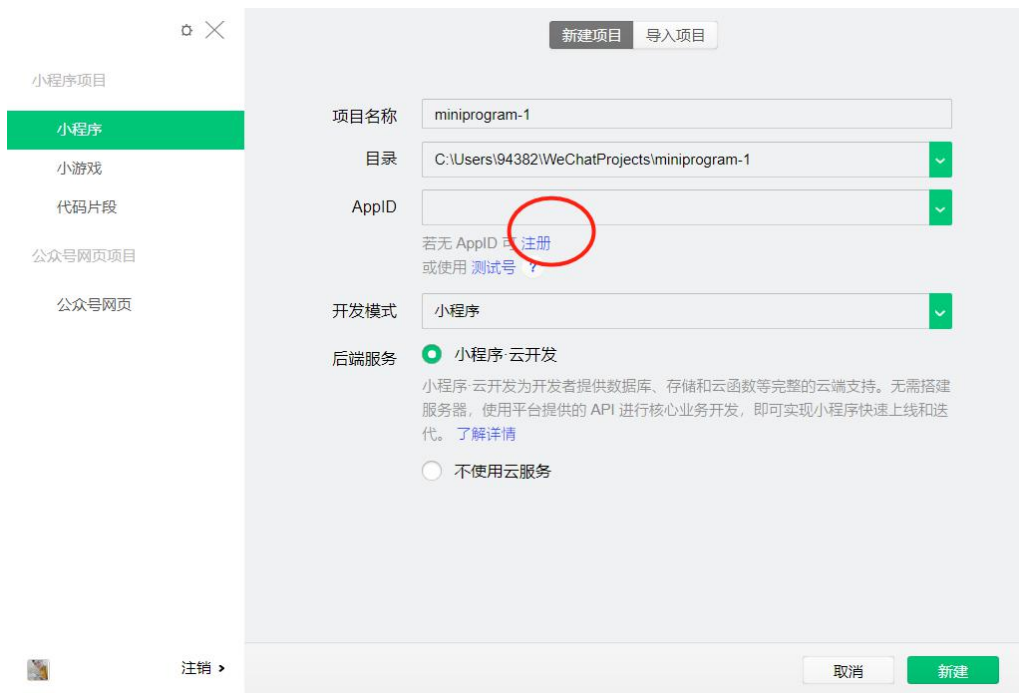 小程序项目
小程序
小游戏
代码片段
公众号网页项目
公众号网页
注销 >
新建项目 导入项目
项目名称 miniprogram-1
目录 C:\Users\94382\WeChatProjects\miniprogram-1
AppID
若无 AppID 可 注册
或使用 测试号 ?
开发模式 小程序
后端服务 小程序·云开发
小程序·云开发为开发者提供数据库、存储和云函数等完整的云端支持。无需搭建
服务器，使用平台提供的 API 进行核心业务开发，即可实现小程序快速上线和迭
代。 了解详情
不使用云服务
取消 新建